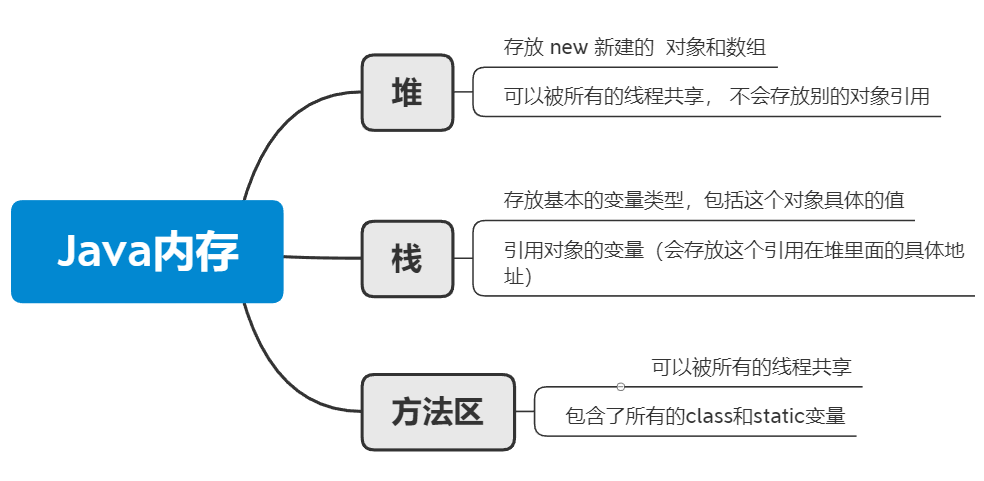 存放 new 新建的 对象和数组
堆
可以被所有的线程共享， 不会存放别的对象引用
存放基本的变量类型，包括这个对象具体的值
Java内存
栈
引用对象的变量（会存放这个引用在堆里面的具体地
址）
可以被所有的线程共享
方法区
包含了所有的class和static变量